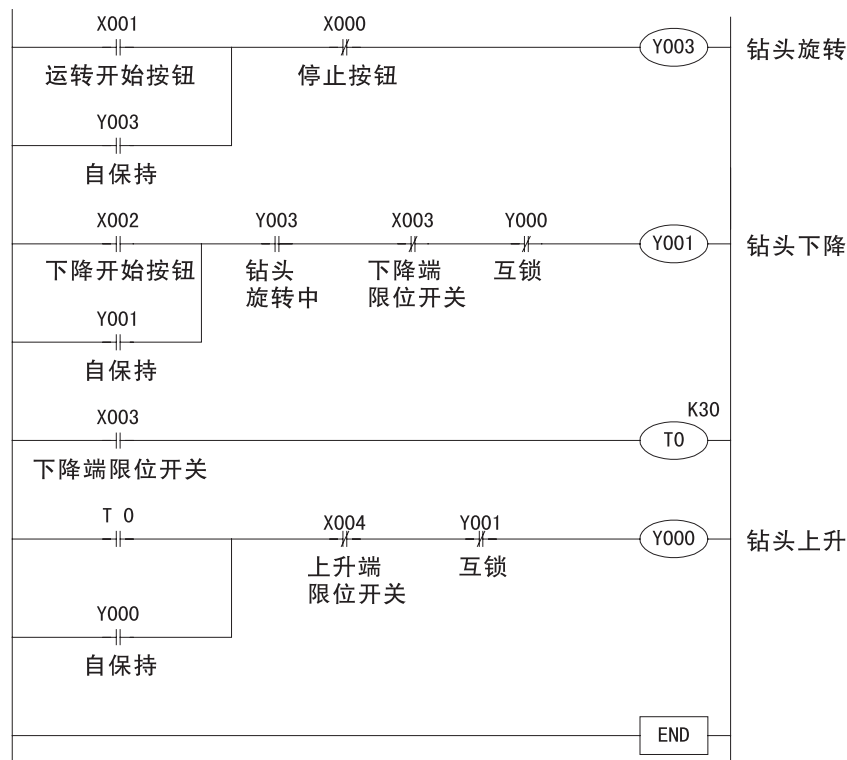 X001 X000
Y003 钻头旋转
运转开始按钮 停止按钮
Y003
自保持
X002 Y003 X003 Y000
Y001 钻头下降
下降开始按钮 钻头 下降端 互锁
旋转中 限位开关
Y001
自保持
X003 K30
T0
下降端限位开关
T 0 X004 Y001
Y000 钻头上升
上升端 互锁
限位开关
Y000
自保持
END